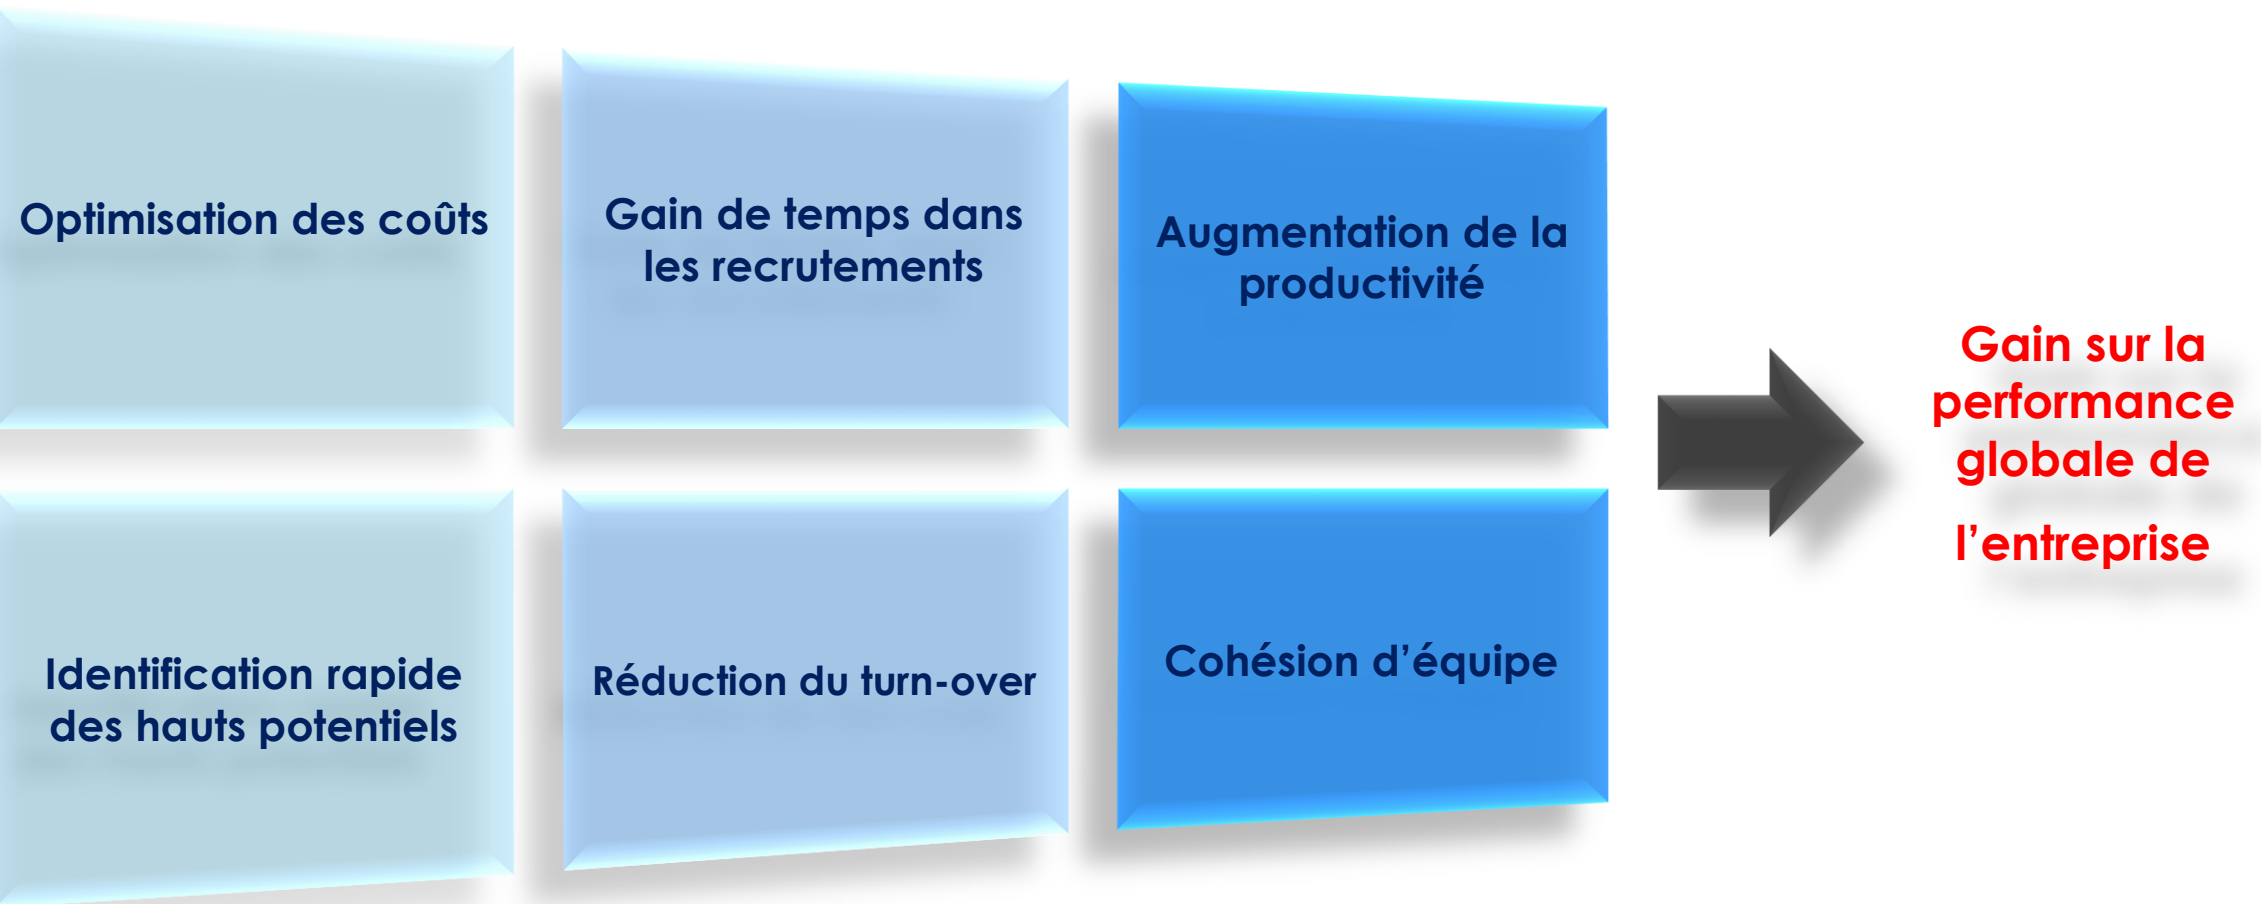 Optimisation des coûts
Gain de temps dans
les recrutements
Augmentation de la
productivité
Identification rapide
des hauts potentiels
Réduction du turn-over
Cohésion d’équipe
Gain sur la
performance
globale de
l’entreprise